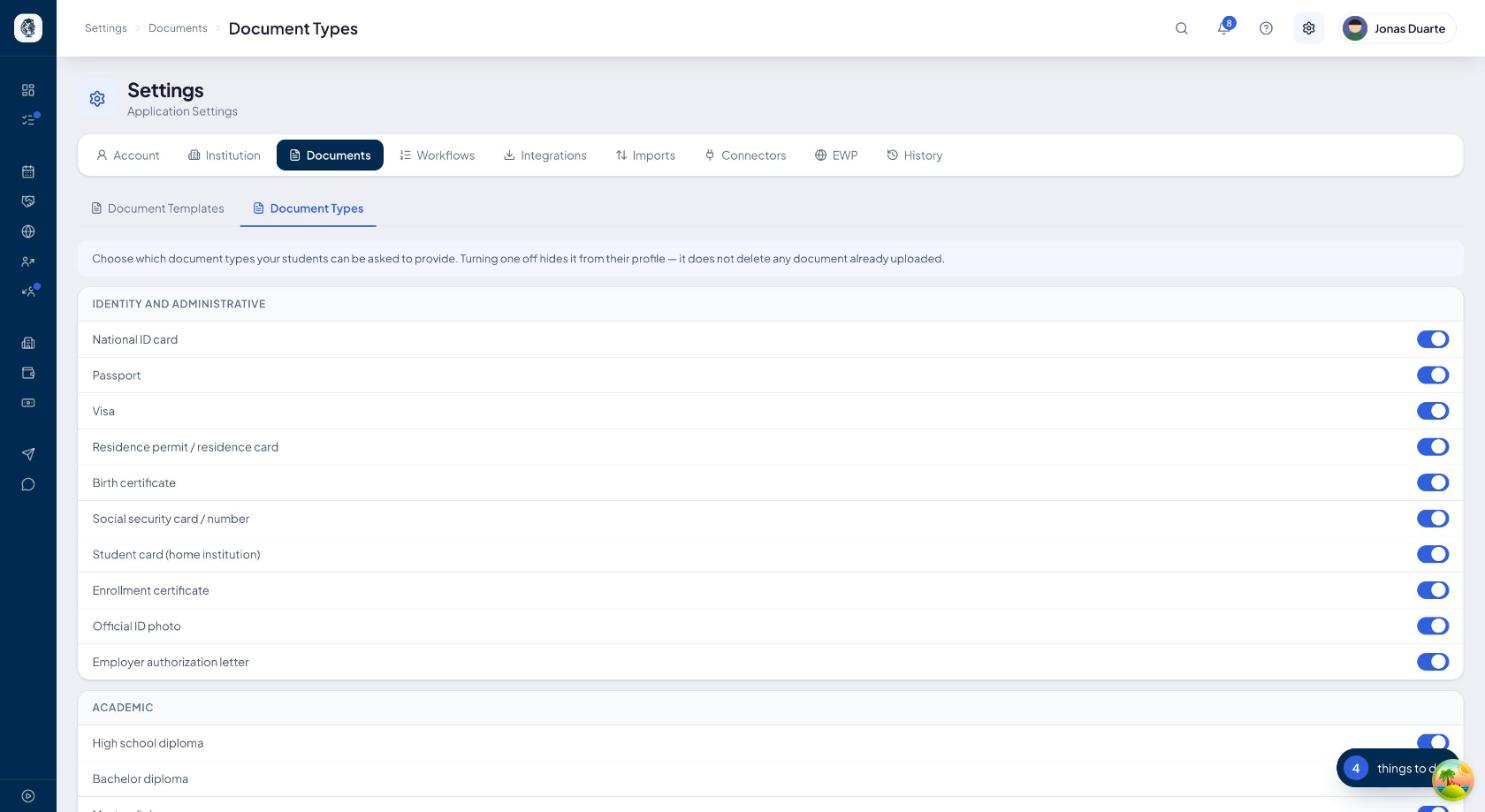 Settings
Documents
Document Types
8
Jonas Duarte
Settings
Application Settings
Account
Institution
Documents
Workflows
Integrations
Imports
Connectors
EWP
History
Document Templates
Document Types
Choose which document types your students can be asked to provide. Turning one off hides it from their profile — it does not delete any document already uploaded.
IDENTITY AND ADMINISTRATIVE
National ID card
Passport
Visa
Residence permit / residence card
Birth certificate
Social security card / number
Student card (home institution)
Enrollment certificate
Official ID photo
Employer authorization letter
ACADEMIC
High school diploma
4 things to
Bachelor diploma